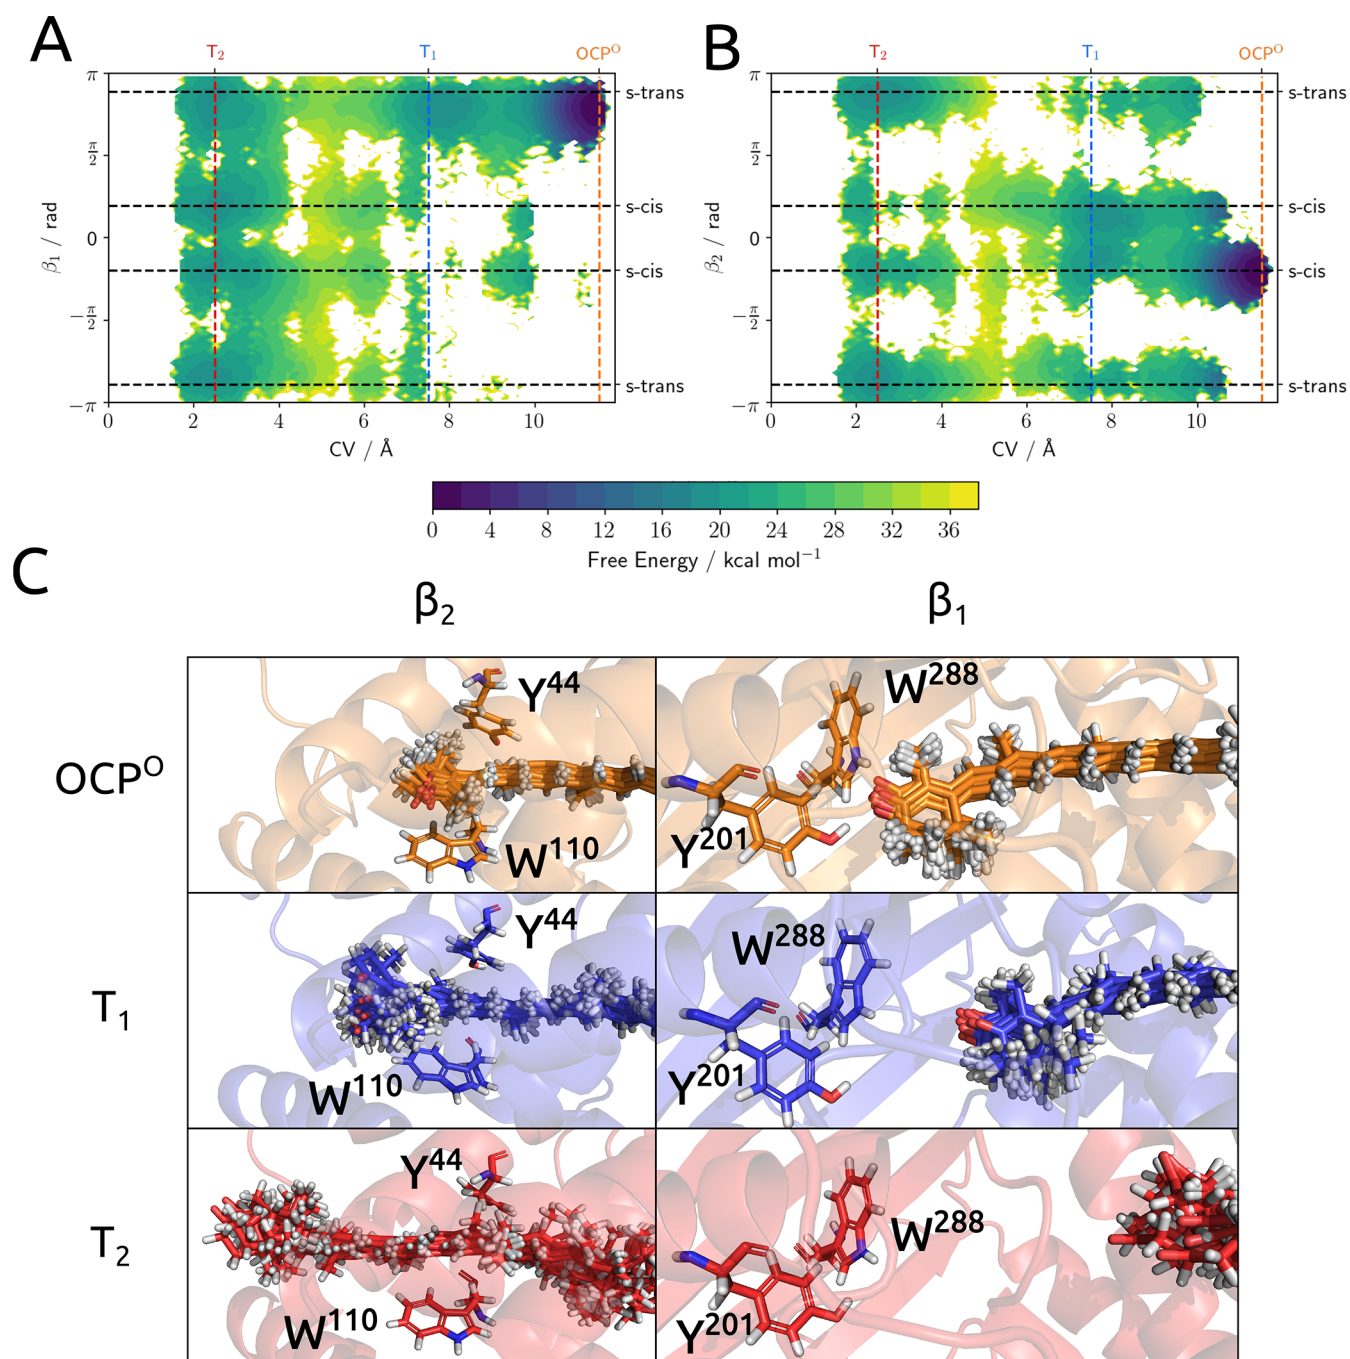 A
T₂
T₁
OCPᴼ
π
π/2
0
−π/2
−π
β₁ / rad
s-trans
s-cis
s-cis
s-trans
0 2 4 6 8 10
CV / Å
B
T₂
T₁
OCPᴼ
π
π/2
0
−π/2
−π
β₂ / rad
s-trans
s-cis
s-cis
s-trans
0 2 4 6 8 10
CV / Å
0 4 8 12 16 20 24 28 32 36
Free Energy / kcal mol⁻¹
C
β₂ β₁
OCPᴼ
Y⁴⁴
W¹¹⁰
W²⁸⁸
Y²⁰¹
T₁
Y⁴⁴
W¹¹⁰
W²⁸⁸
Y²⁰¹
T₂
Y⁴⁴
W¹¹⁰
W²⁸⁸
Y²⁰¹